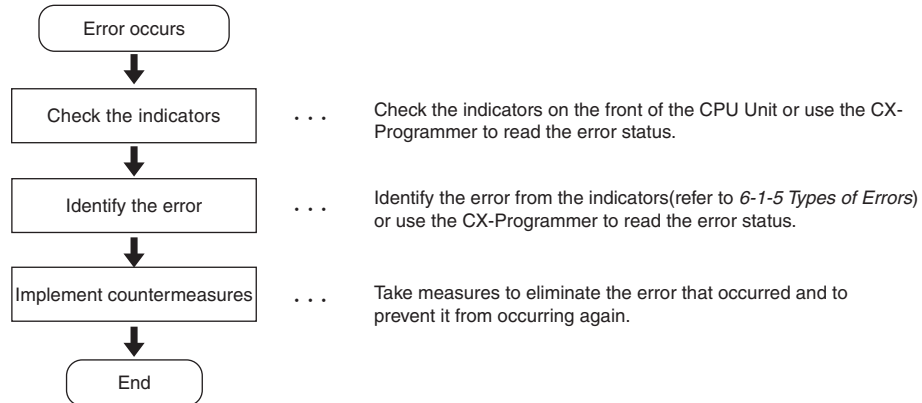 Error occurs
Check the indicators
. . .
Check the indicators on the front of the CPU Unit or use the CX-
Programmer to read the error status.
Identify the error
. . .
Identify the error from the indicators(refer to 6-1-5 Types of Errors)
or use the CX-Programmer to read the error status.
Implement countermeasures
. . .
Take measures to eliminate the error that occurred and to
prevent it from occurring again.
End